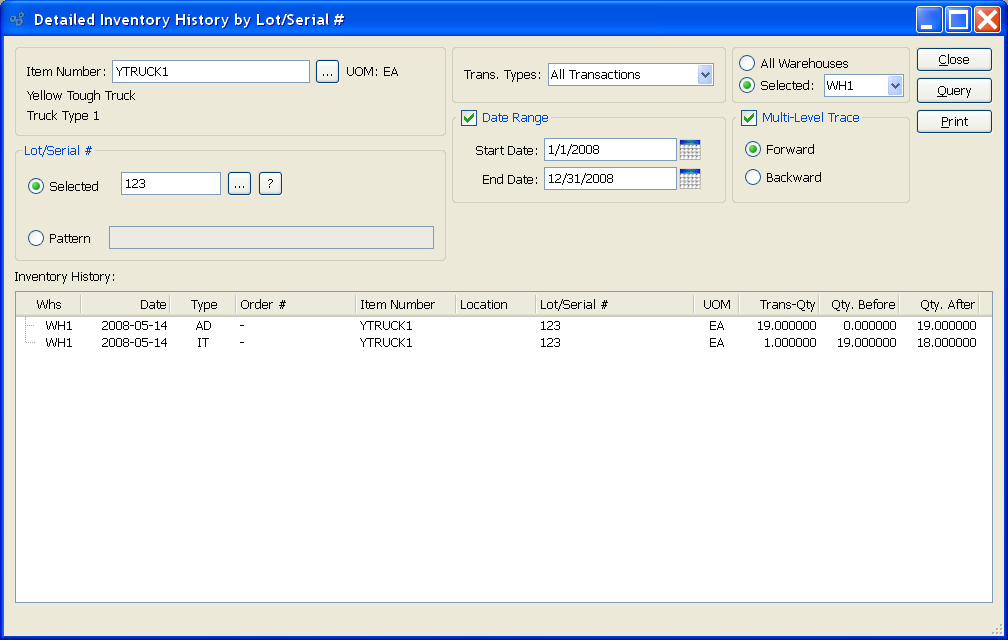 Detailed Inventory History by Lot/Serial #
Item Number: YTRUCK1 ... UOM: EA
Yellow Tough Truck
Truck Type 1
Lot/Serial #
Selected 123 ... ?
Pattern
Trans. Types: All Transactions
Date Range
Start Date: 1/1/2008
End Date: 12/31/2008
All Warehouses
Selected: WH1
Multi-Level Trace
Forward
Backward
Close
Query
Print
Inventory History:
Whs Date Type Order # Item Number Location Lot/Serial # UOM Trans-Qty Qty. Before Qty. After
WH1 2008-05-14 AD - YTRUCK1 123 EA 19.000000 0.000000 19.000000
WH1 2008-05-14 IT - YTRUCK1 123 EA 1.000000 19.000000 18.000000